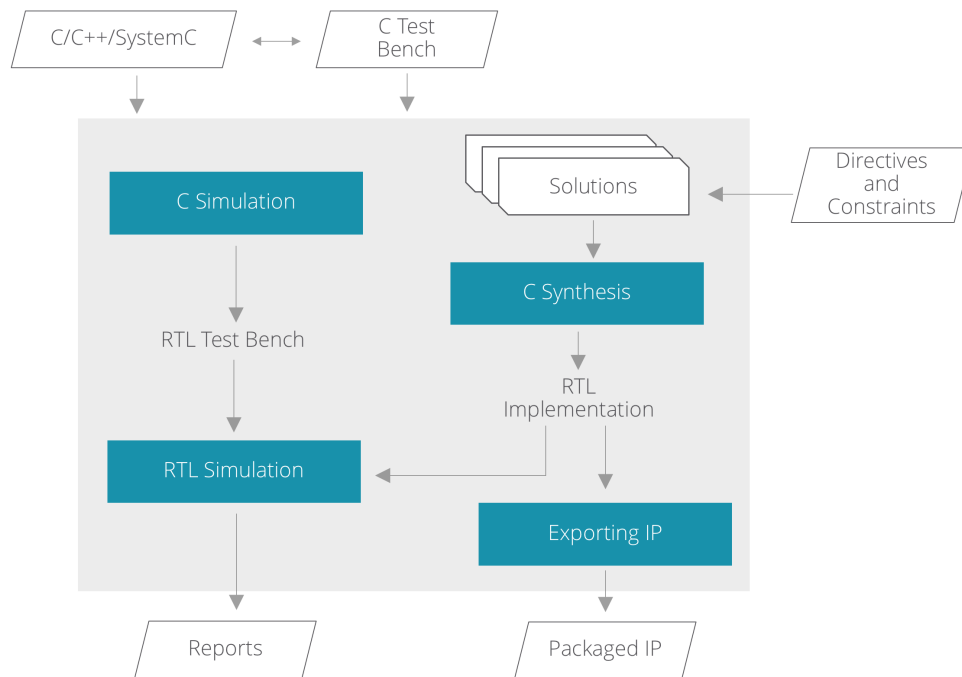 C/C++/SystemC
C Test
Bench
Directives
and
Constraints
C Simulation
Solutions
C Synthesis
RTL Test Bench
RTL
Implementation
RTL Simulation
Exporting IP
Reports
Packaged IP